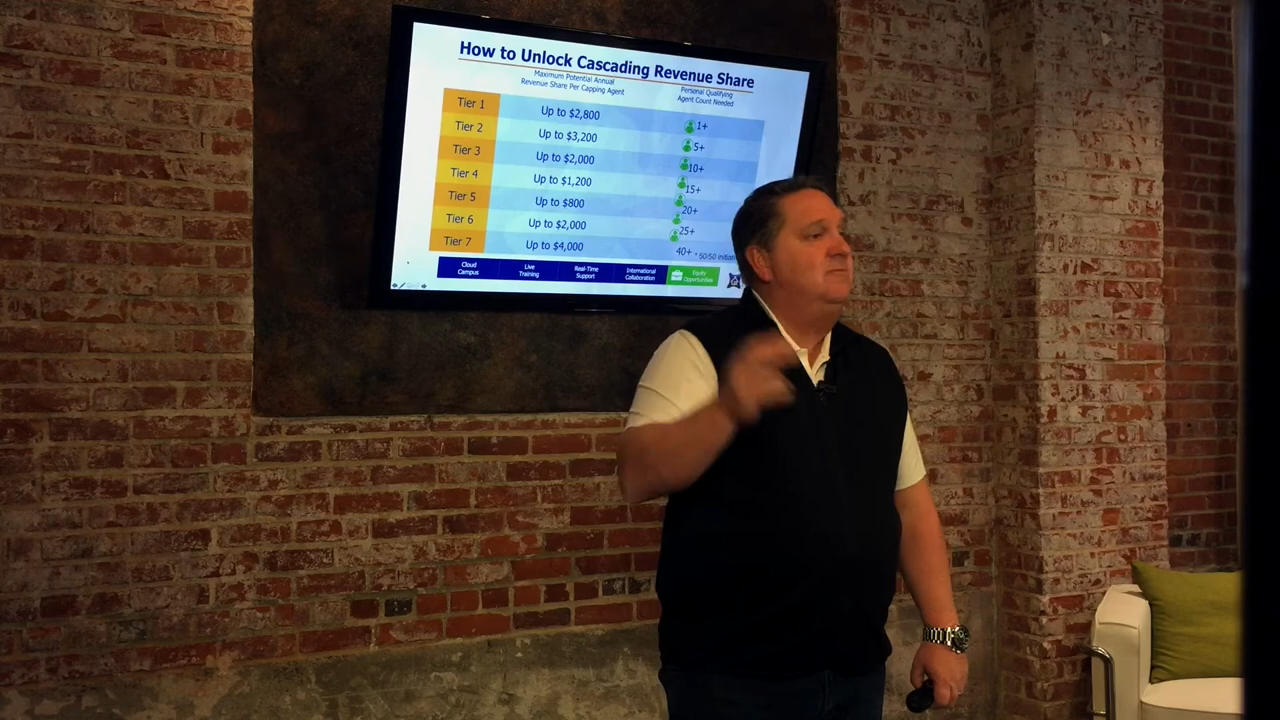 How to Unlock Cascading Revenue Share
Maximum Potential Annual
Revenue Share Per Capping Agent
Personal Qualifying
Agent Count Needed
Tier 1 Up to $2,800 1+
Tier 2 Up to $3,200 5+
Tier 3 Up to $2,000 10+
Tier 4 Up to $1,200 15+
Tier 5 Up to $800 20+
Tier 6 Up to $2,000 25+
Tier 7 Up to $4,000 40+
* 50/50
Cloud
Campus
Live
Training
Real-Time
Support
International
Collaboration
Equity
Opportunities